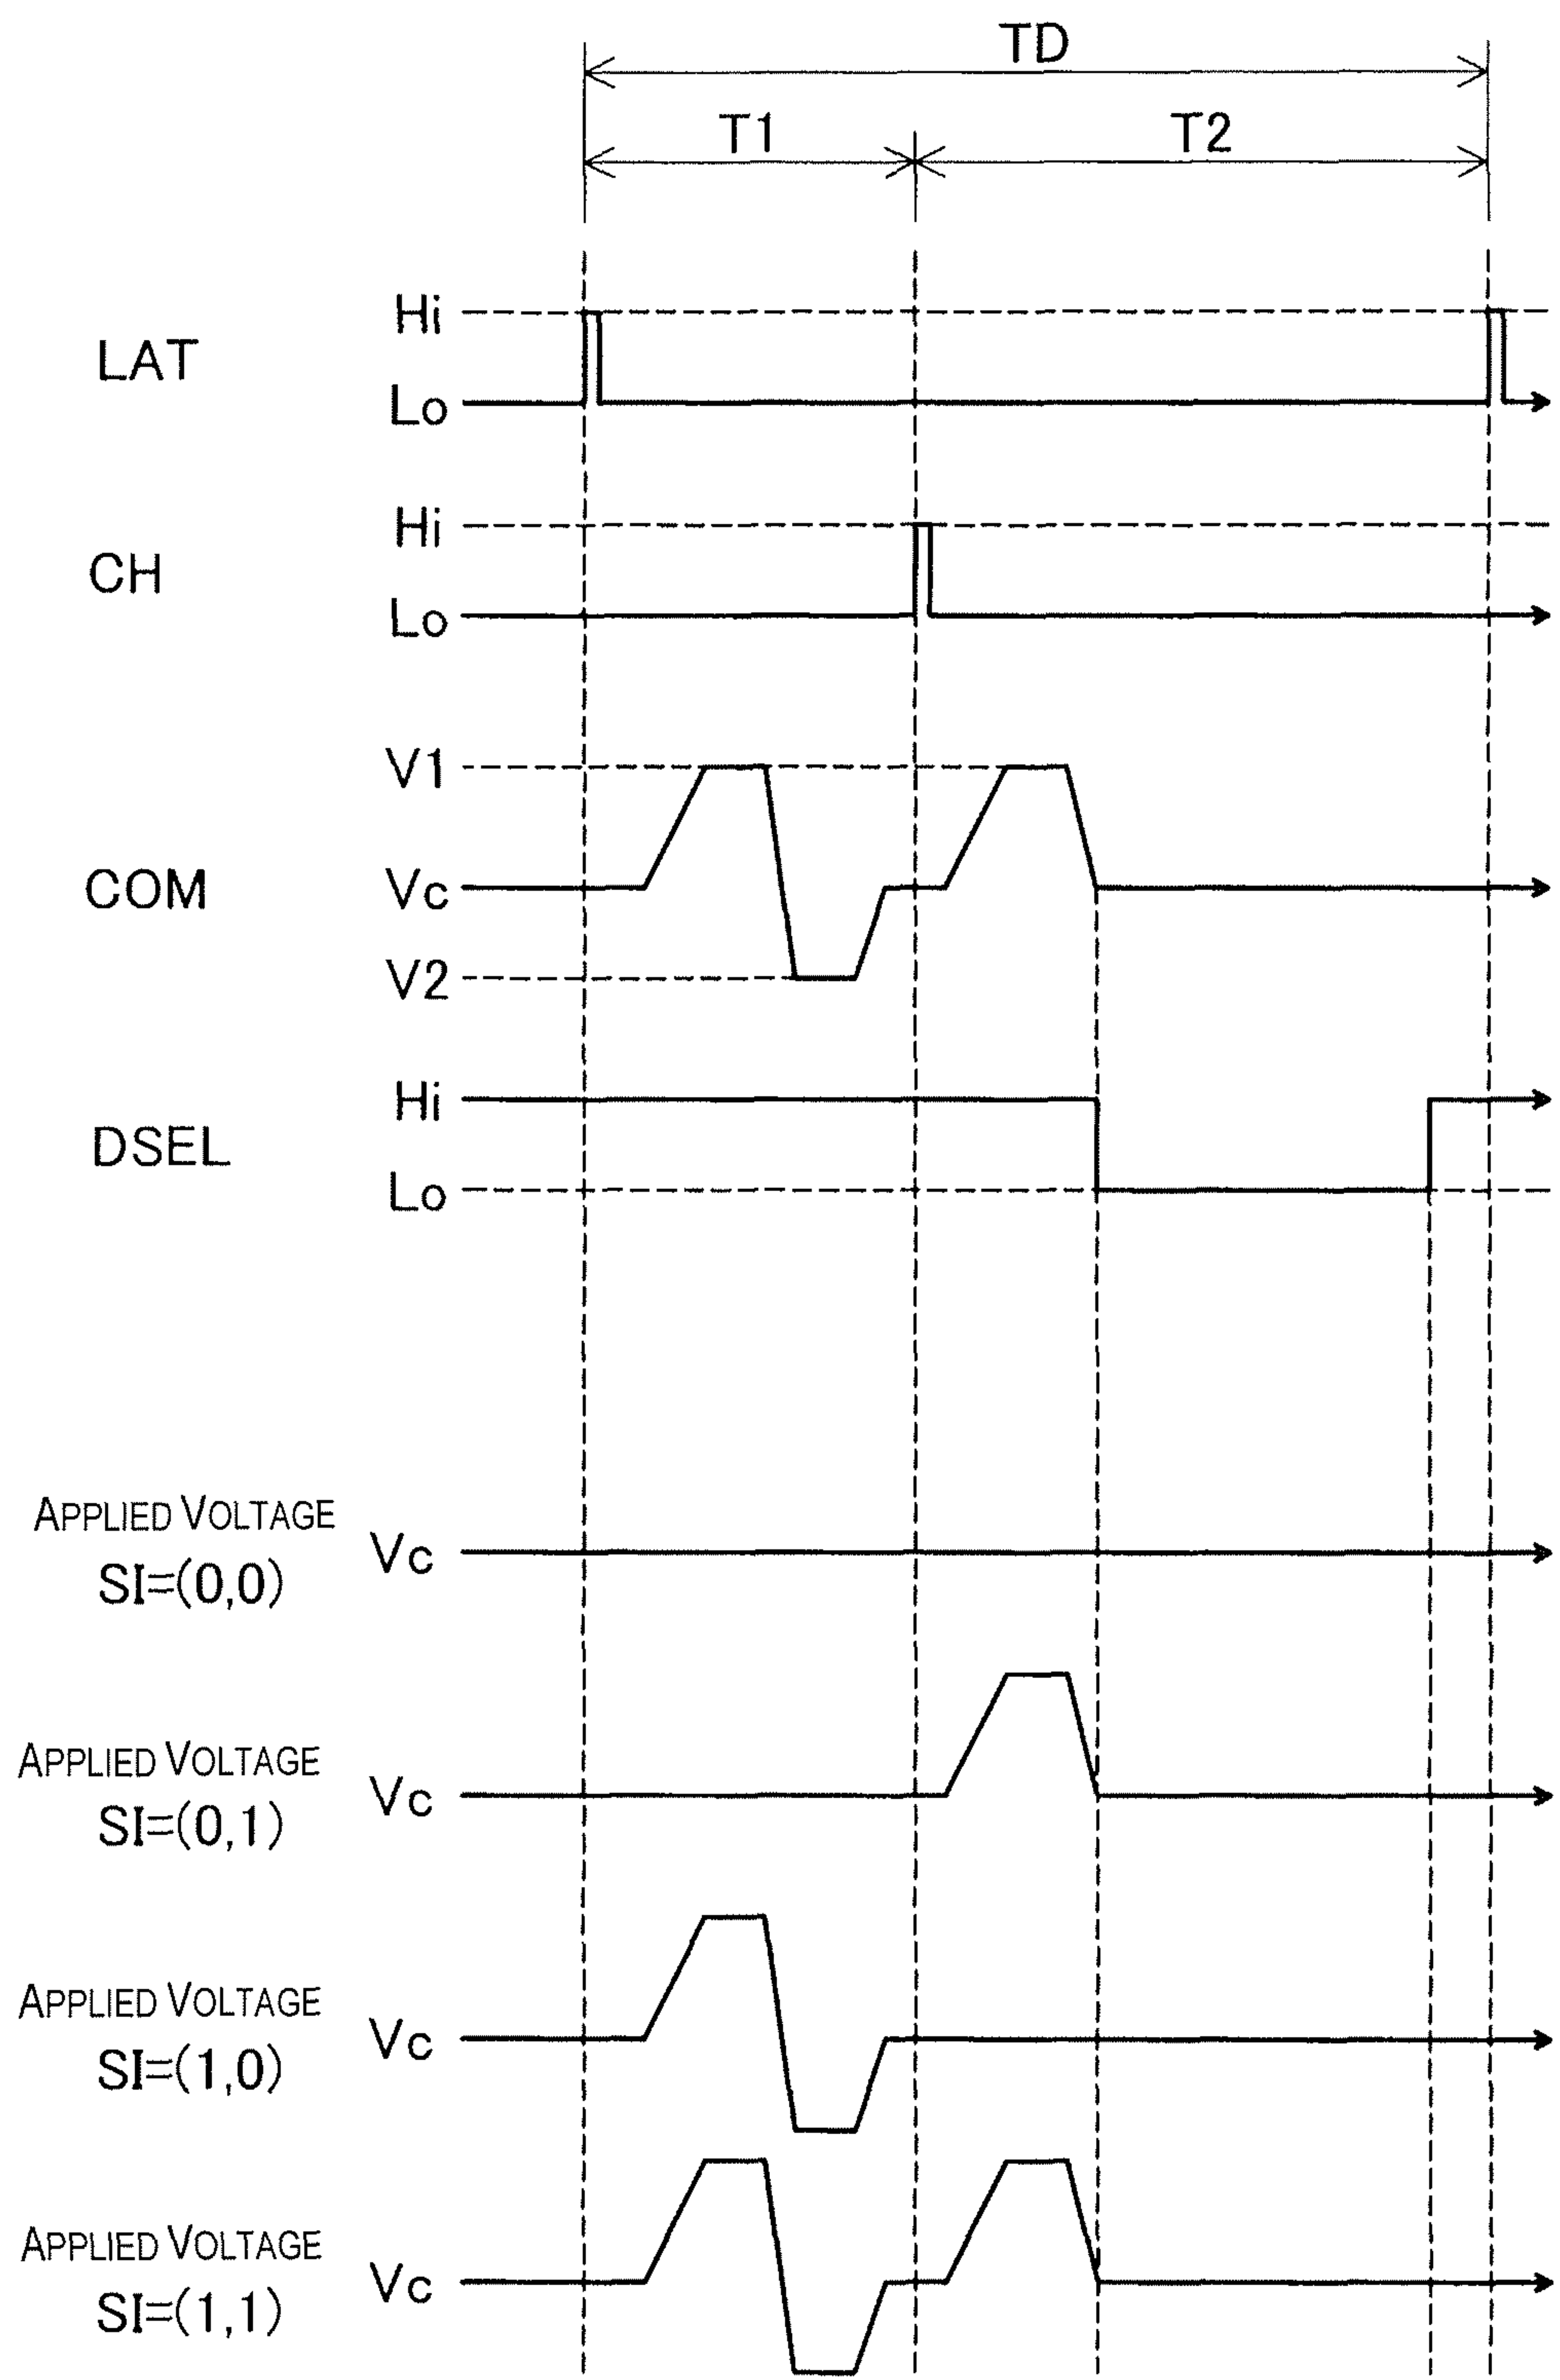 TD
T1 T2
Hi
LAT
Lo
Hi
CH
Lo
V1
COM Vc
V2
Hi
DSEL
Lo
APPLIED VOLTAGE
Vc
SI=(0,0)
APPLIED VOLTAGE
Vc
SI=(0,1)
APPLIED VOLTAGE
Vc
SI=(1,0)
APPLIED VOLTAGE
Vc
SI=(1,1)